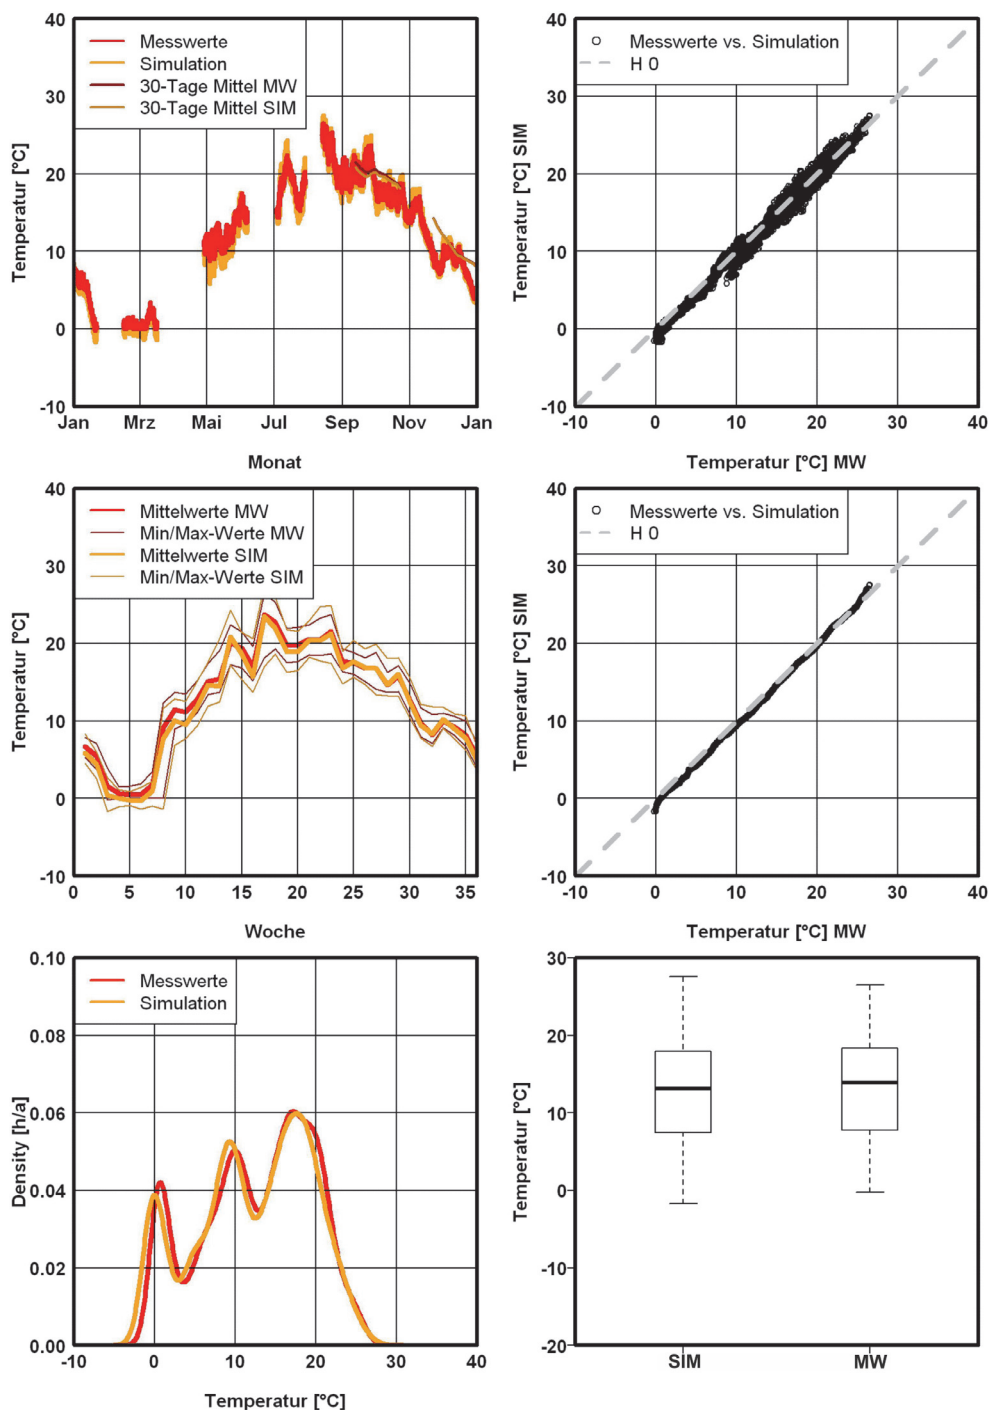 40
30
20
10
0
-10
Temperatur [°C]
Messwerte
Simulation
30-Tage Mittel MW
30-Tage Mittel SIM
Jan Mrz Mai Jul Sep Nov Jan
Monat
40
30
20
10
0
-10
Temperatur [°C] SIM
Messwerte vs. Simulation
H 0
-10 0 10 20 30 40
Temperatur [°C] MW
40
30
20
10
0
-10
Temperatur [°C]
Mittelwerte MW
Min/Max-Werte MW
Mittelwerte SIM
Min/Max-Werte SIM
0 5 10 15 20 25 30 35
Woche
40
30
20
10
0
-10
Temperatur [°C] SIM
Messwerte vs. Simulation
H 0
-10 0 10 20 30 40
Temperatur [°C] MW
0.10
0.08
0.06
0.04
0.02
0.00
Density [h/a]
Messwerte
Simulation
-10 0 10 20 30 40
Temperatur [°C]
30
20
10
0
-10
-20
Temperatur [°C]
SIM MW